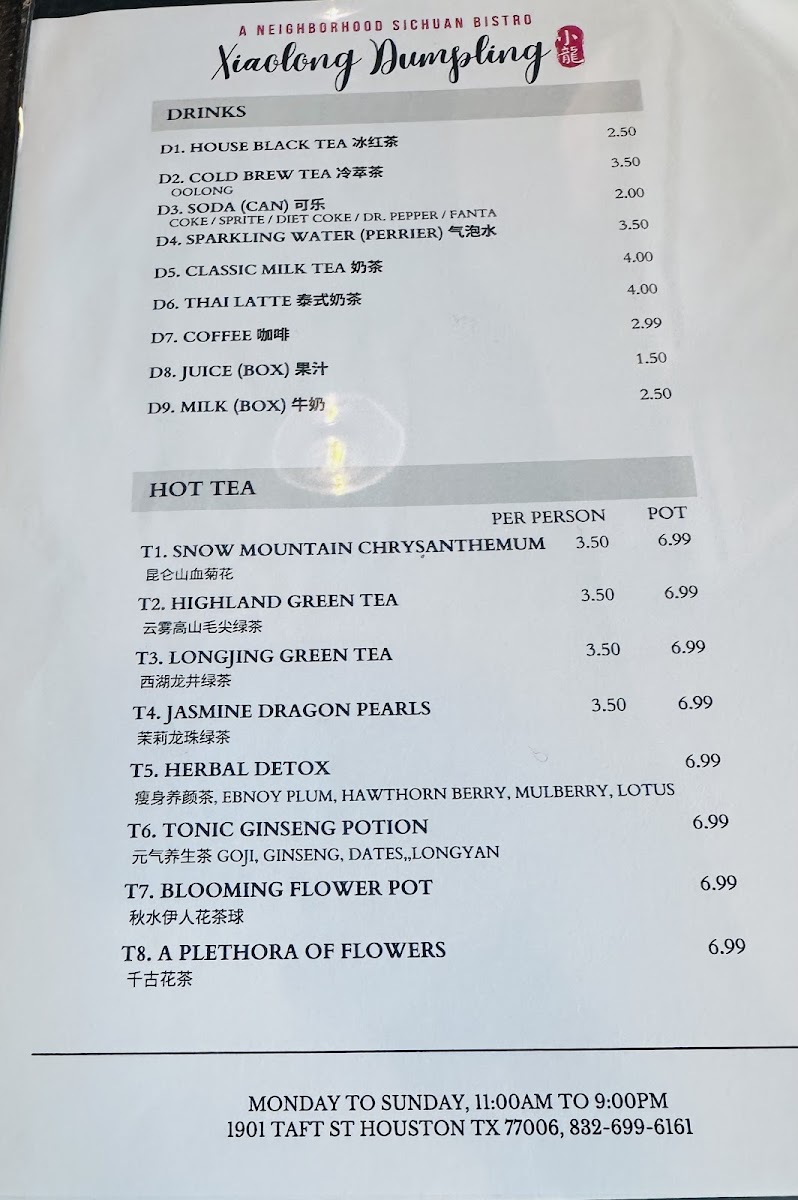 A NEIGHBORHOOD SICHUAN BISTRO
Xiaolong Dumpling 小龍
DRINKS
D1. HOUSE BLACK TEA 冰红茶 2.50
D2. COLD BREW TEA 冷萃茶 3.50
OOLONG
D3. SODA (CAN) 可乐 2.00
COKE / SPRITE / DIET COKE / DR. PEPPER / FANTA
D4. SPARKLING WATER (PERRIER) 气泡水 3.50
D5. CLASSIC MILK TEA 奶茶 4.00
D6. THAI LATTE 泰式奶茶 4.00
D7. COFFEE 咖啡 2.99
D8. JUICE (BOX) 果汁 1.50
D9. MILK (BOX) 牛奶 2.50
HOT TEA
PER PERSON POT
T1. SNOW MOUNTAIN CHRYSANTHEMUM 3.50 6.99
昆仑山血菊花
T2. HIGHLAND GREEN TEA 3.50 6.99
云雾高山毛尖绿茶
T3. LONGJING GREEN TEA 3.50 6.99
西湖龙井绿茶
T4. JASMINE DRAGON PEARLS 3.50 6.99
茉莉龙珠绿茶
T5. HERBAL DETOX 6.99
瘦身养颜茶, EBNOY PLUM, HAWTHORN BERRY, MULBERRY, LOTUS
T6. TONIC GINSENG POTION 6.99
元气养生茶 GOJI, GINSENG, DATES,,LONGYAN
T7. BLOOMING FLOWER POT 6.99
秋水伊人花茶球
T8. A PLETHORA OF FLOWERS 6.99
千古花茶
MONDAY TO SUNDAY, 11:00AM TO 9:00PM
1901 TAFT ST HOUSTON TX 77006, 832-699-6161